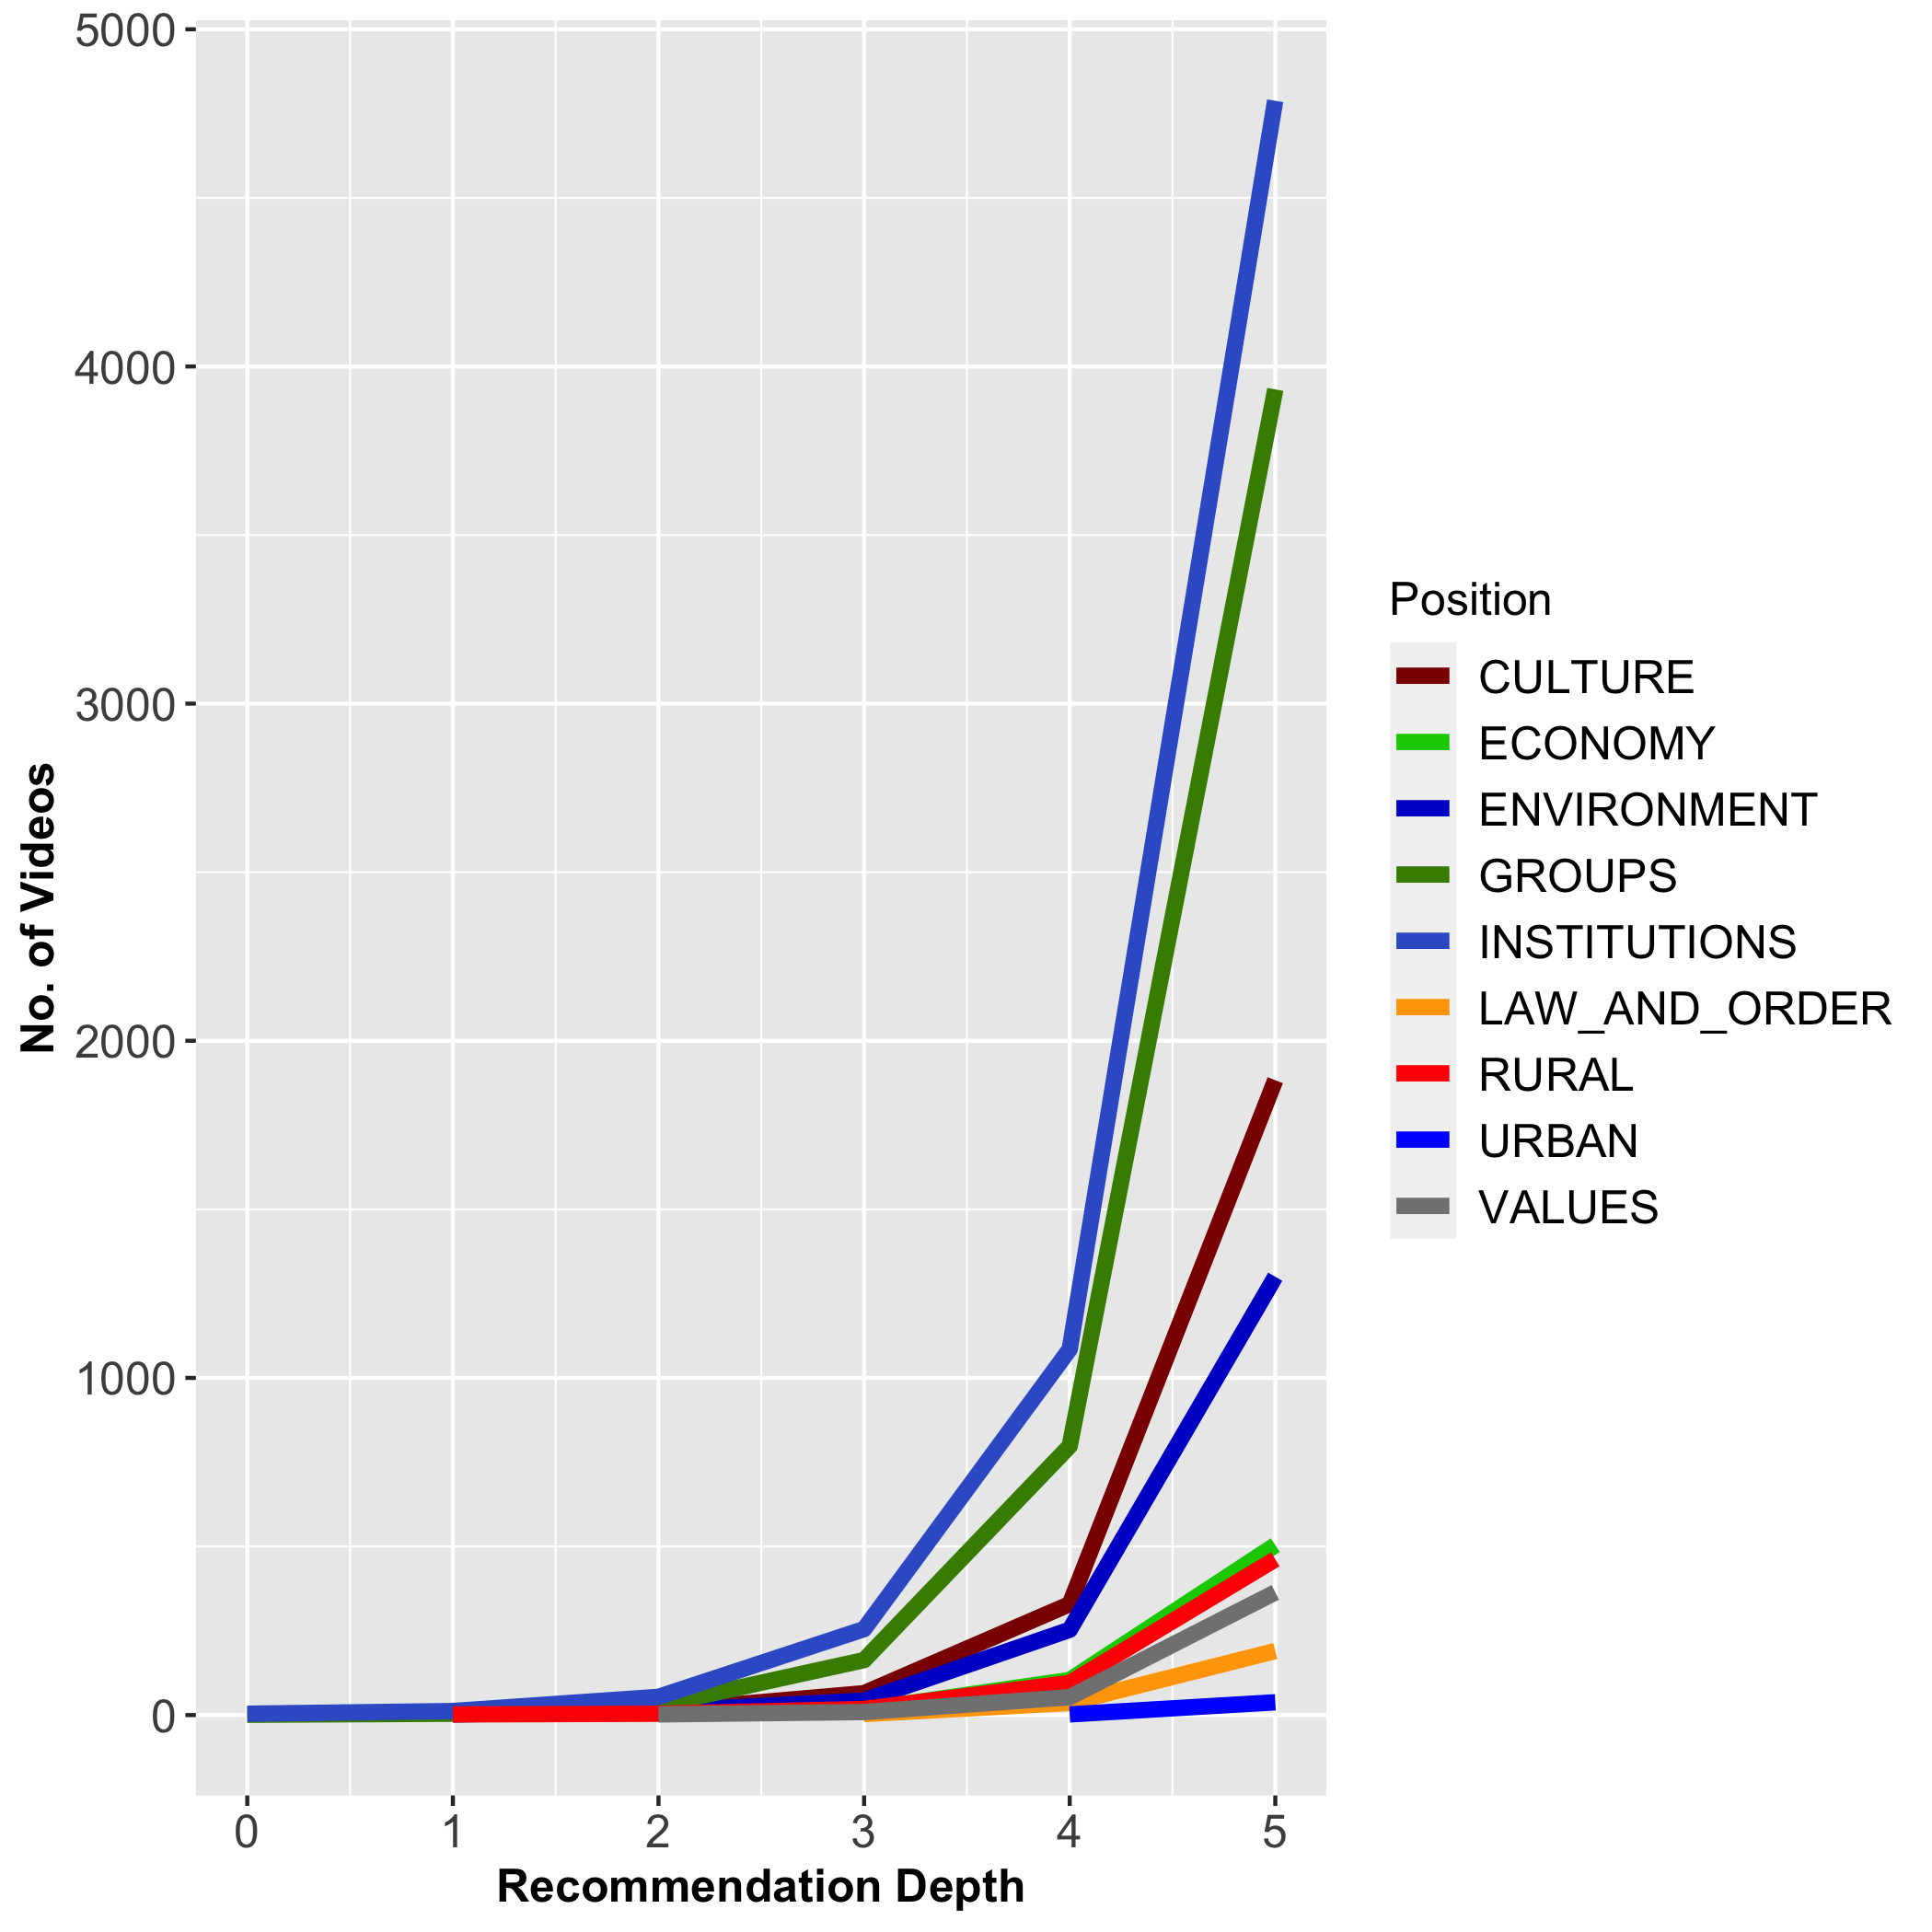 No. of Videos
5000
4000
3000
2000
1000
0
0 1 2 3 4 5
Recommendation Depth
Position
CULTURE
ECONOMY
ENVIRONMENT
GROUPS
INSTITUTIONS
LAW_AND_ORDER
RURAL
URBAN
VALUES